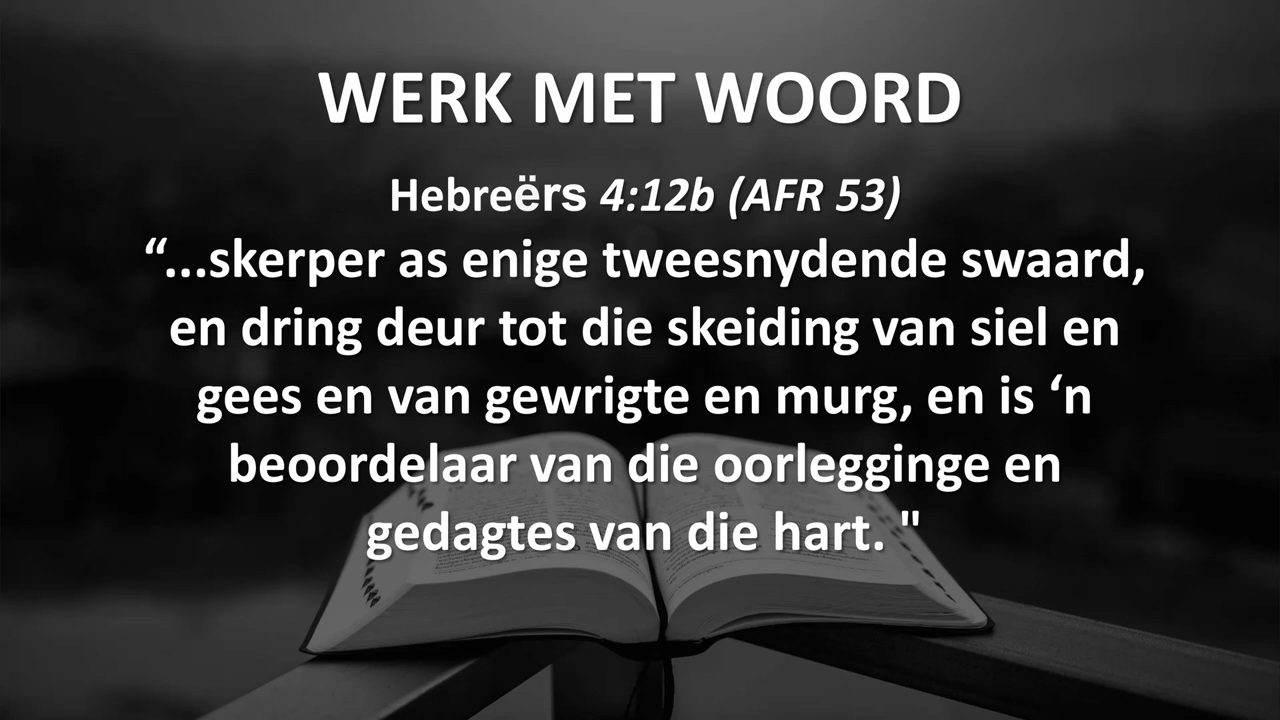 WERK MET WOORD
Hebreërs 4:12b (AFR 53)
“...skerper as enige tweesnydende swaard,
en dring deur tot die skeiding van siel en
gees en van gewrigte en murg, en is ‘n
beoordelaar van die oorlegginge en
gedagtes van die hart. "